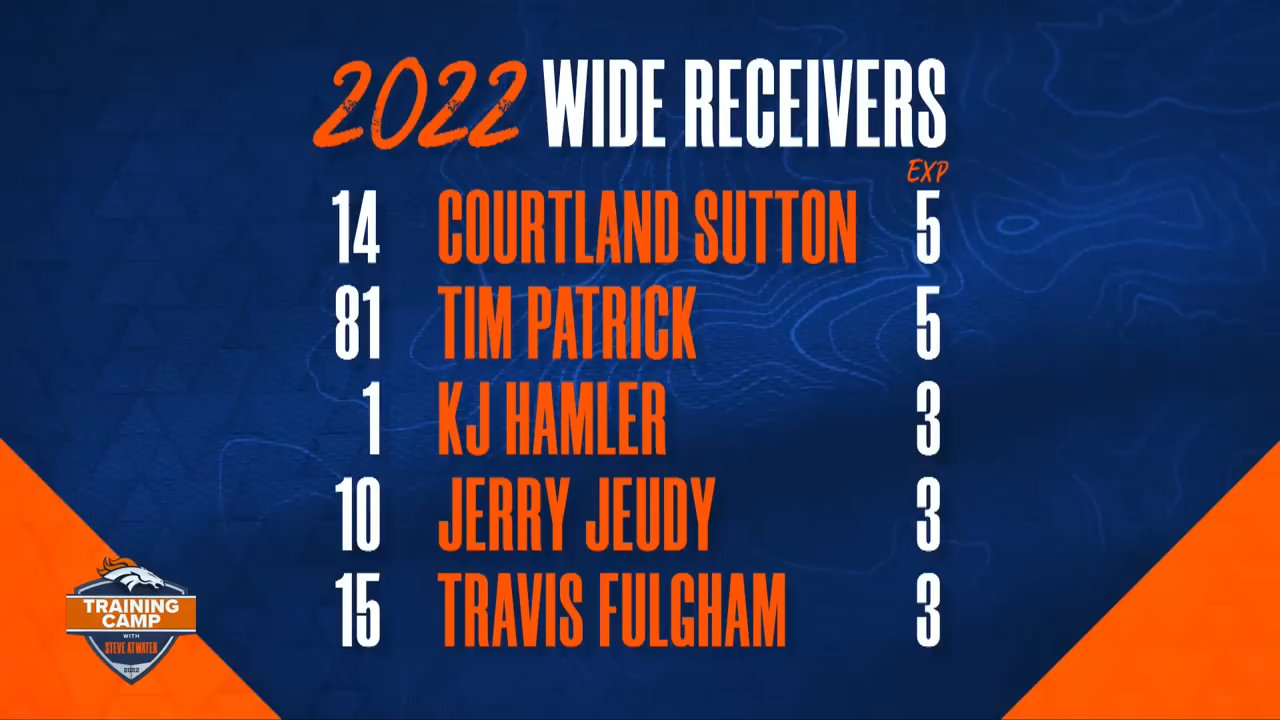 2022 WIDE RECEIVERS
EXP
14 COURTLAND SUTTON 5
81 TIM PATRICK 5
1 KJ HAMLER 3
10 JERRY JEUDY 3
15 TRAVIS FULGHAM 3
TRAINING
CAMP
WITH
STEVE ATWATER
2022